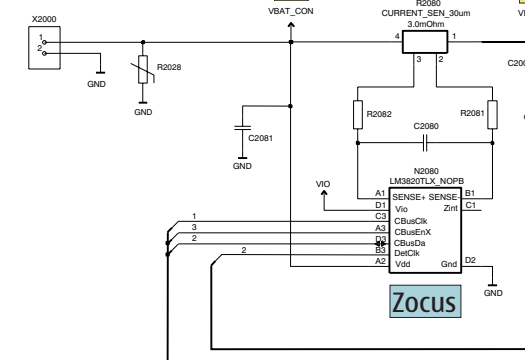 R2080
VBAT_CON
CURRENT_SEN_30um
3.0mOhm
X2000
1
2
4
1
R2028
3
2
GND
GND
R2082
R2081
C2080
C2081
GND
N2080
LM3820TLX_NOPB
VIO
A1 SENSE+ SENSE- B1
D1 Vio Zint C1
1 C3 CBusClk
3 A3 CBusEnX
2 D3 CBusDa
2 B3 DetClk
A2 Vdd Gnd D2
GND
Zocus